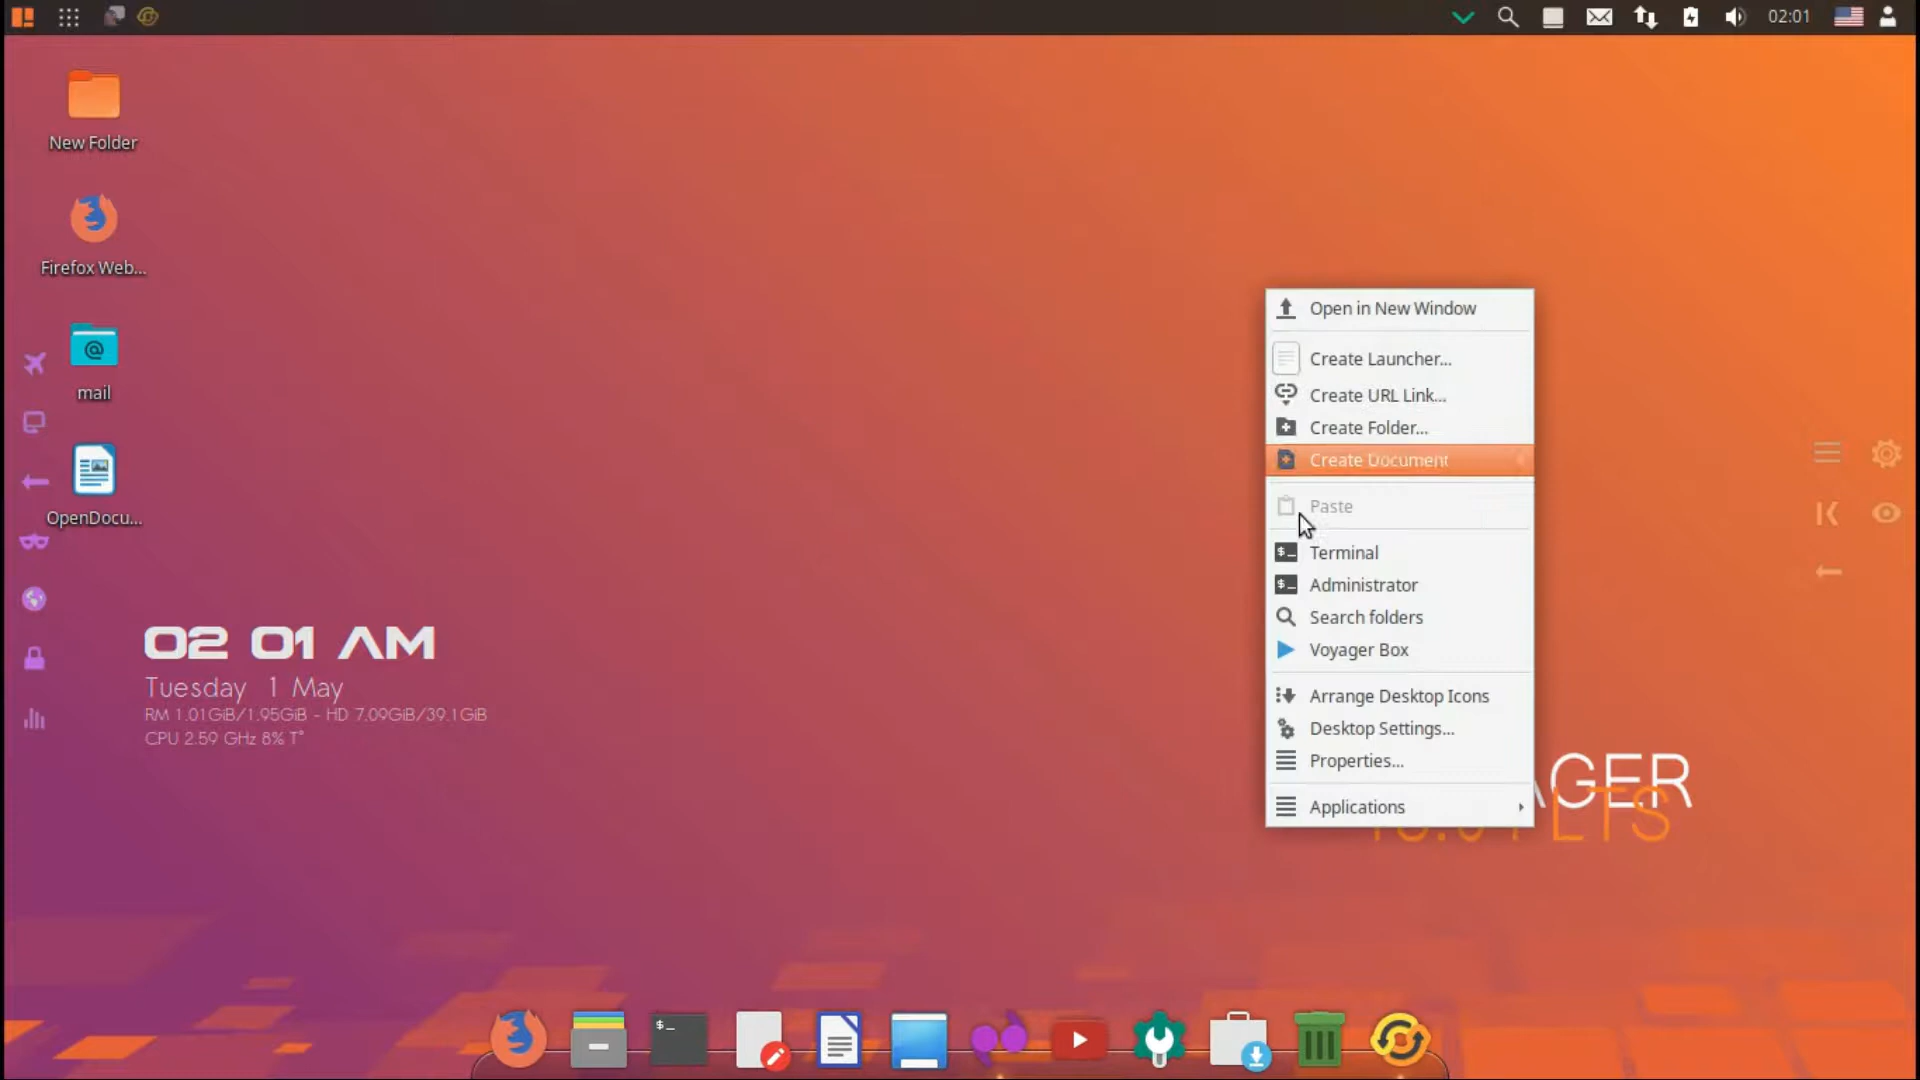 02:01
New Folder
Firefox Web...
mail
OpenDocu...
02 01 AM
Tuesday 1 May
RM 1.01GiB/1.95GiB - HD 7.09GiB/39.1GiB
CPU 2.59 GHz 8% T°
Open in New Window
Create Launcher...
Create URL Link...
Create Folder...
Create Document
Paste
$_ Terminal
$_ Administrator
Search folders
Voyager Box
Arrange Desktop Icons
Desktop Settings...
Properties...
Applications
AGER
LTS
$_